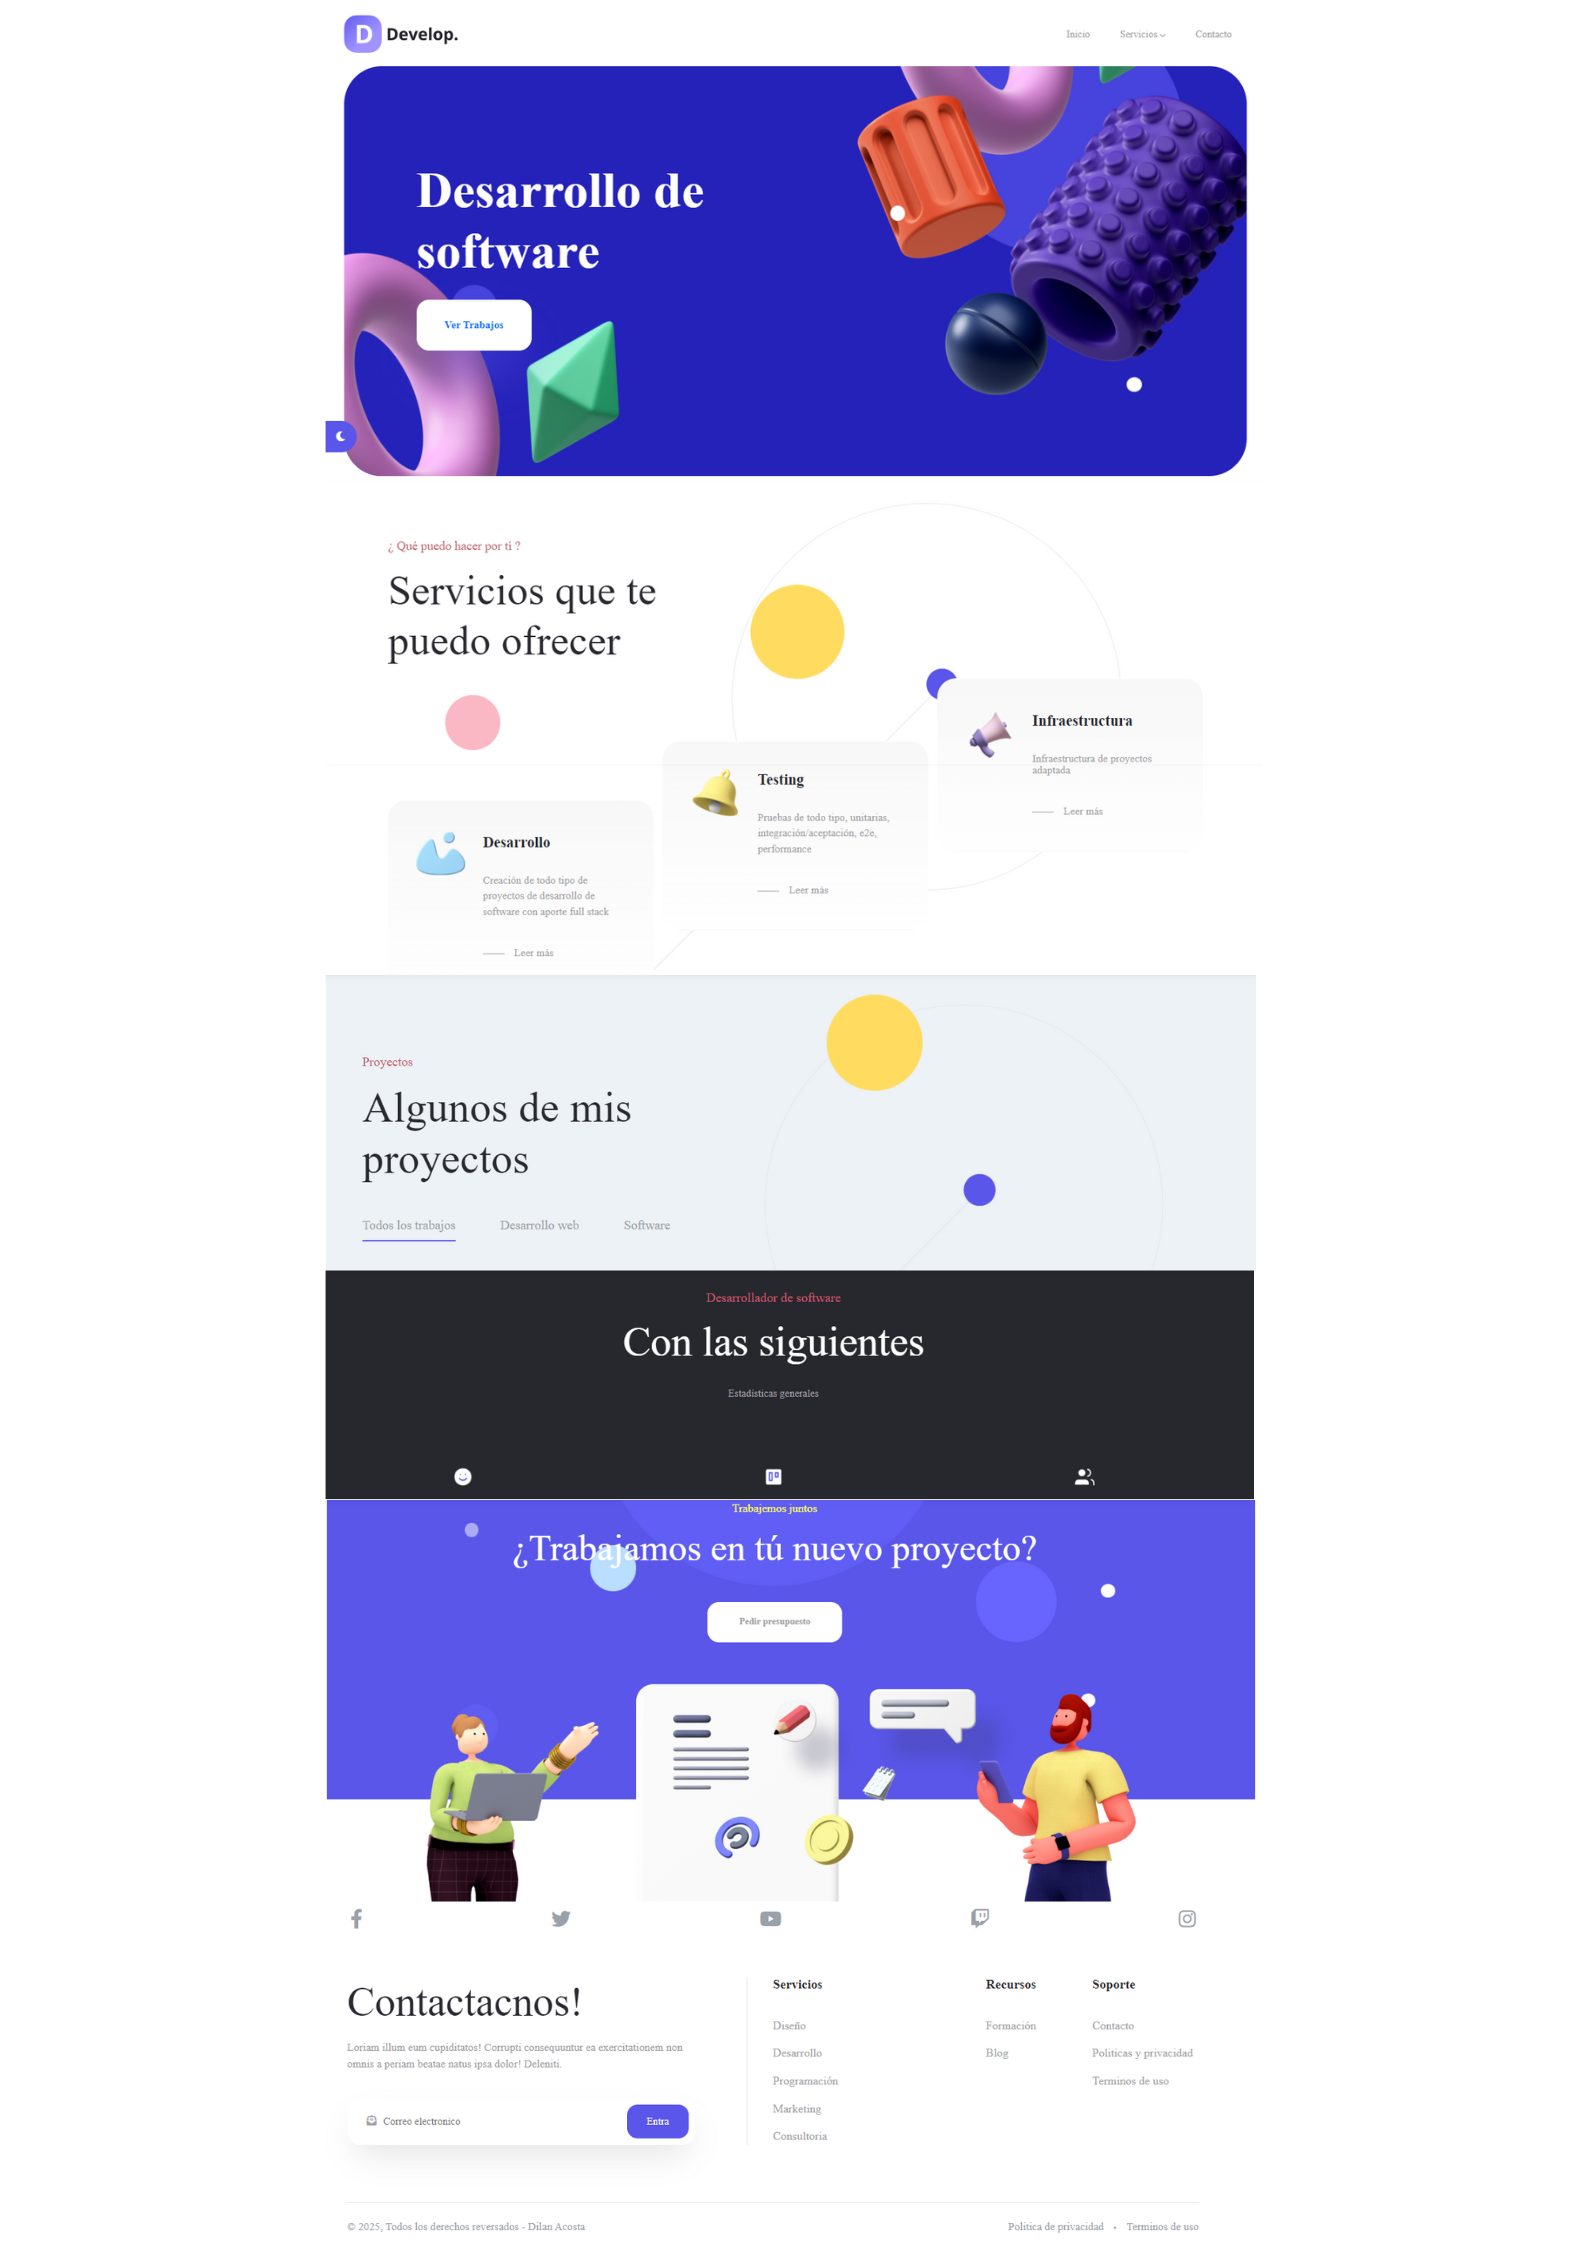 D Develop.
Inicio Servicios Contacto
Desarrollo de
software
Ver Trabajos
¿ Qué puedo hacer por ti ?
Servicios que te
puedo ofrecer
Infraestructura
Infraestructura de proyectos
adaptada
Leer más
Testing
Pruebas de todo tipo, unitarias,
integración/aceptación, e2e,
performance
Leer más
Desarrollo
Creación de todo tipo de
proyectos de desarrollo de
software con aporte full stack
Leer más
Proyectos
Algunos de mis
proyectos
Todos los trabajos Desarrollo web Software
Desarrollador de software
Con las siguientes
Estadisticas generales
Trabajemos juntos
¿Trabajamos en tú nuevo proyecto?
Pedir presupuesto
Contactacnos!
Loriam illum eum cupiditatos! Corrupti consequuntur ea exercitationem non
omnis a periam beatae natus ipsa dolor! Deleniti.
Correo electronico
Entra
Servicios
Diseño
Desarrollo
Programación
Marketing
Consultoria
Recursos
Formación
Blog
Soporte
Contacto
Politicas y privacidad
Terminos de uso
© 2025, Todos los derechos reversados - Dilan Acosta
Politica de privacidad • Terminos de uso